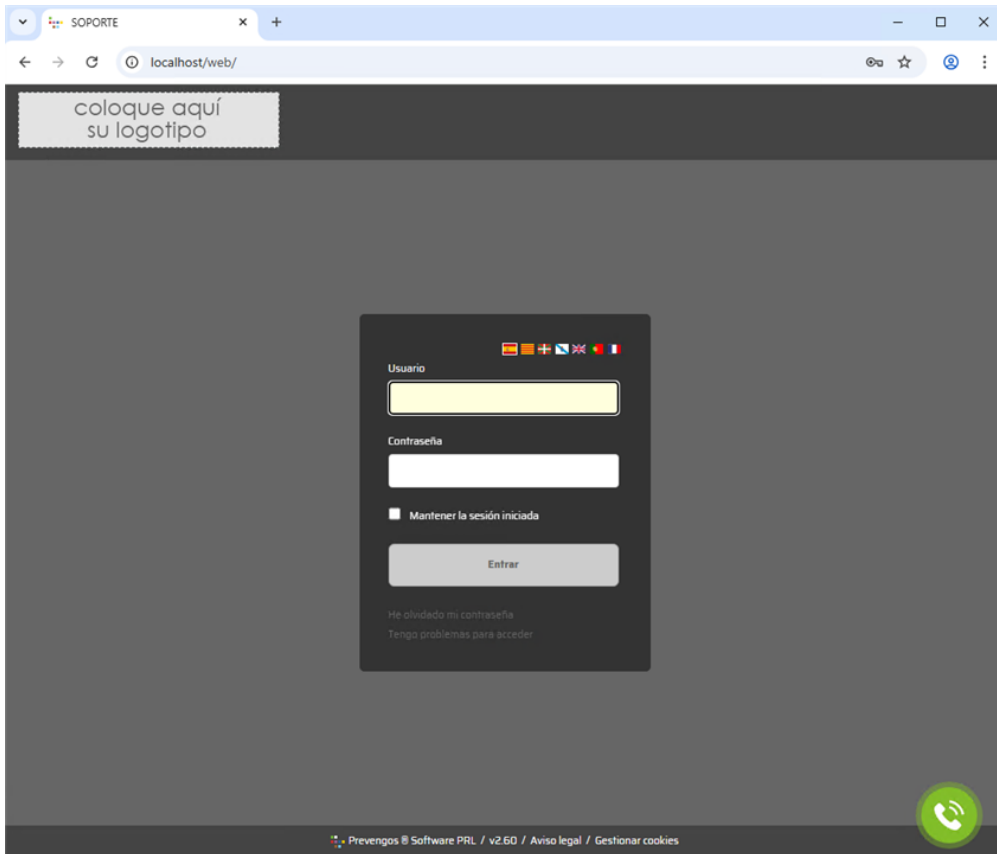 SOPORTE
localhost/web/
coloque aquí
su logotipo
Usuario
Contraseña
Mantener la sesión iniciada
Entrar
He olvidado mi contraseña
Tengo problemas para acceder
Prevengos ® Software PRL / v2.60 / Aviso legal / Gestionar cookies